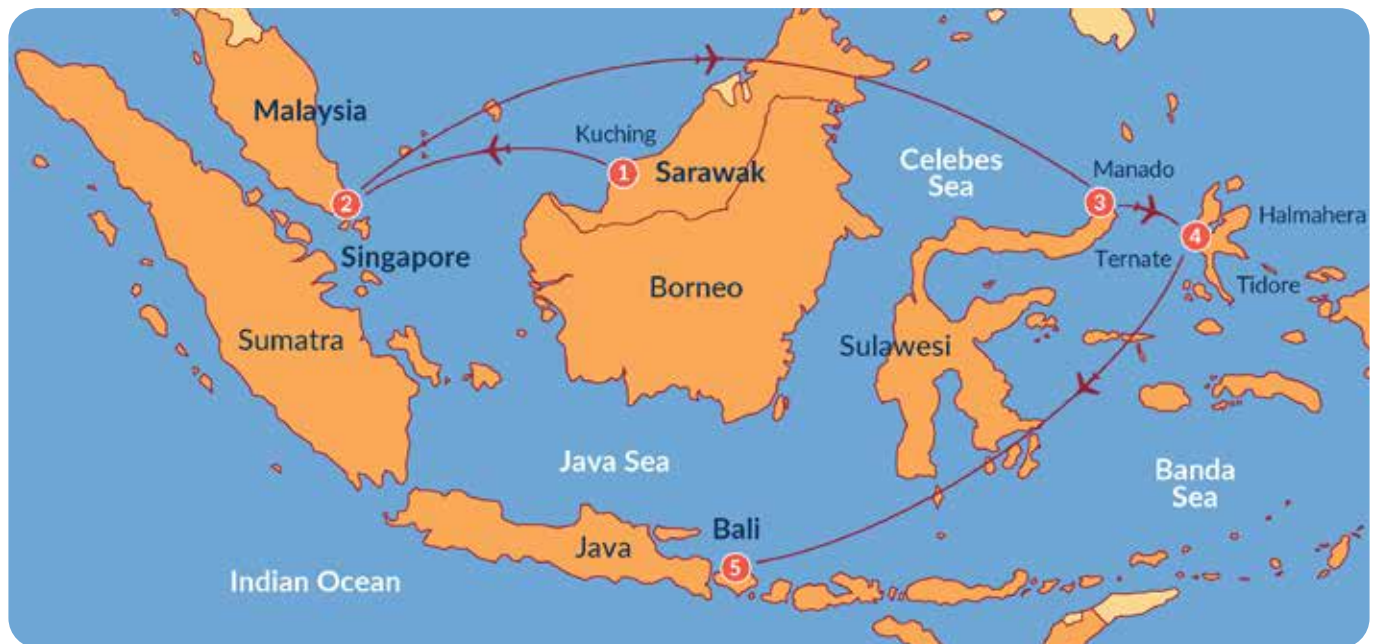 Malaysia
Kuching
1
Sarawak
Celebes
Sea
Manado
2
3
Halmahera
4
Singapore
Ternate
Tidore
Borneo
Sumatra
Sulawesi
Java Sea
Banda
Sea
Bali
Java
5
Indian Ocean